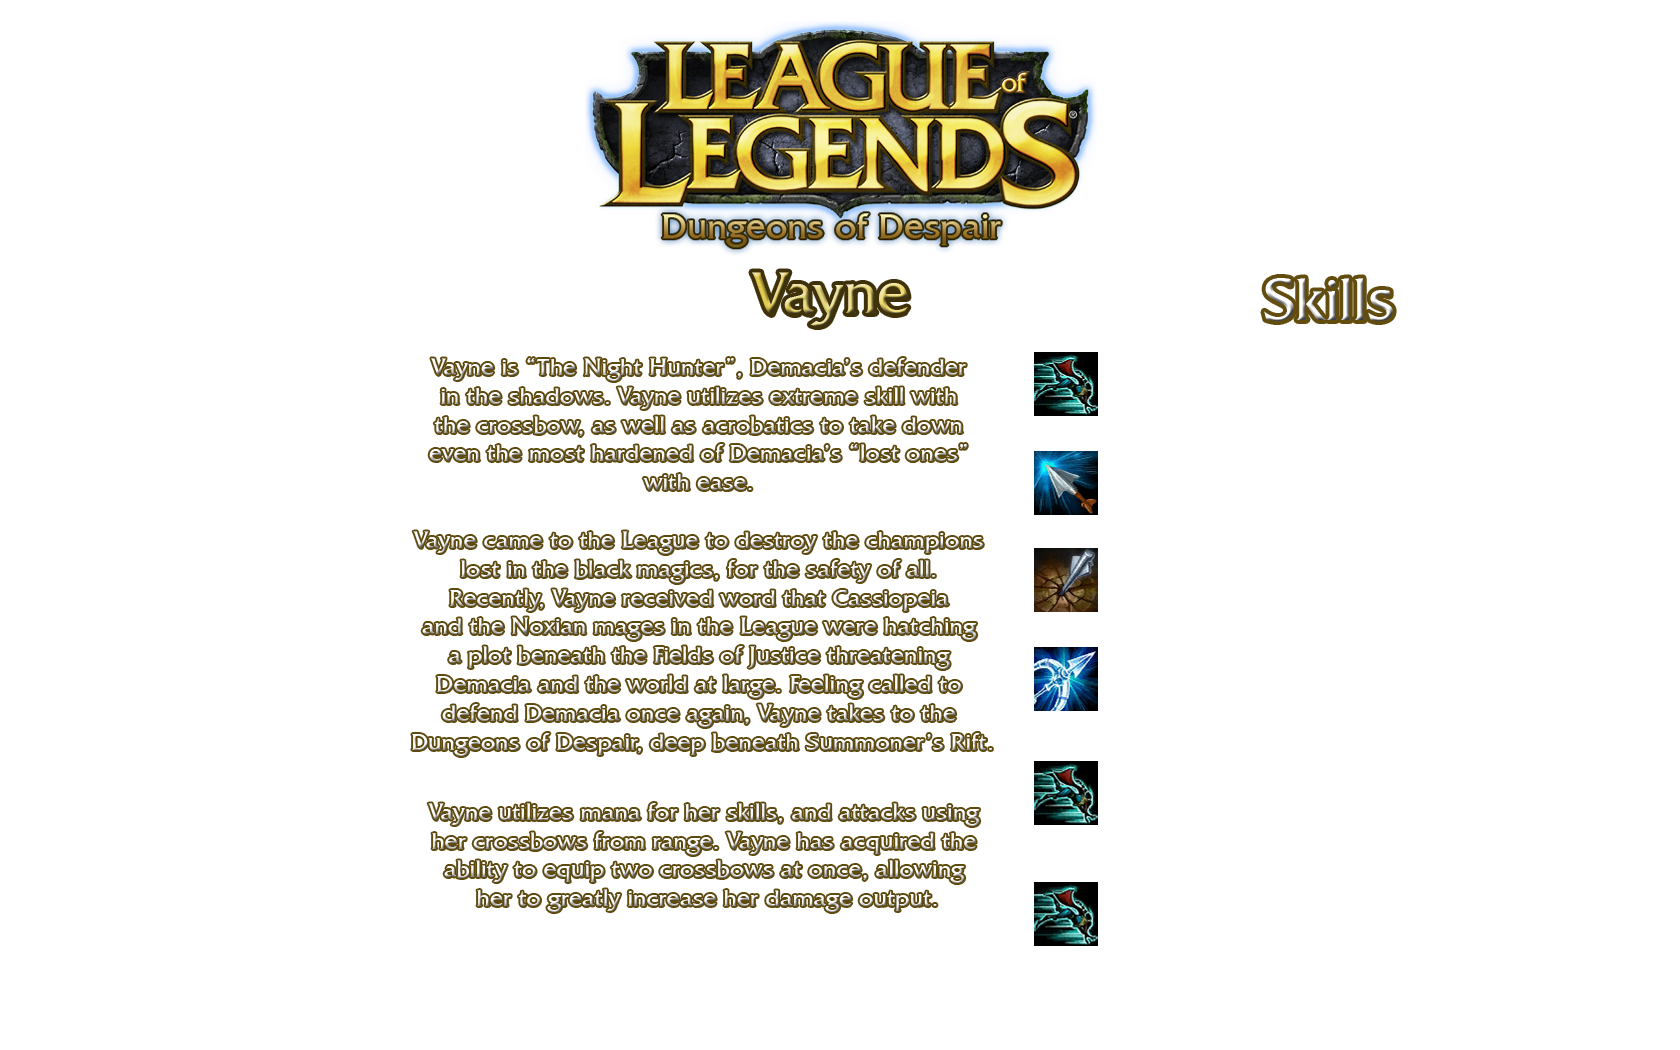 LEAGUE of
LEGENDS®
Dungeons of Despair
Vayne
Skills
Vayne is “The Night Hunter”, Demacia’s defender
in the shadows. Vayne utilizes extreme skill with
the crossbow, as well as acrobatics to take down
even the most hardened of Demacia’s “lost ones”
with ease.
Vayne came to the League to destroy the champions
lost in the black magics, for the safety of all.
Recently, Vayne received word that Cassiopeia
and the Noxian mages in the League were hatching
a plot beneath the Fields of Justice threatening
Demacia and the world at large. Feeling called to
defend Demacia once again, Vayne takes to the
Dungeons of Despair, deep beneath Summoner’s Rift.
Vayne utilizes mana for her skills, and attacks using
her crossbows from range. Vayne has acquired the
ability to equip two crossbows at once, allowing
her to greatly increase her damage output.